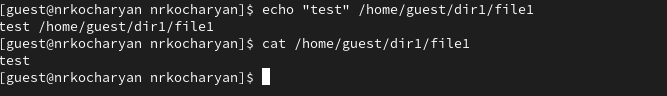 [guest@nrkocharyan nrkocharyan]$ echo "test" /home/guest/dir1/file1
test /home/guest/dir1/file1
[guest@nrkocharyan nrkocharyan]$ cat /home/guest/dir1/file1
test
[guest@nrkocharyan nrkocharyan]$